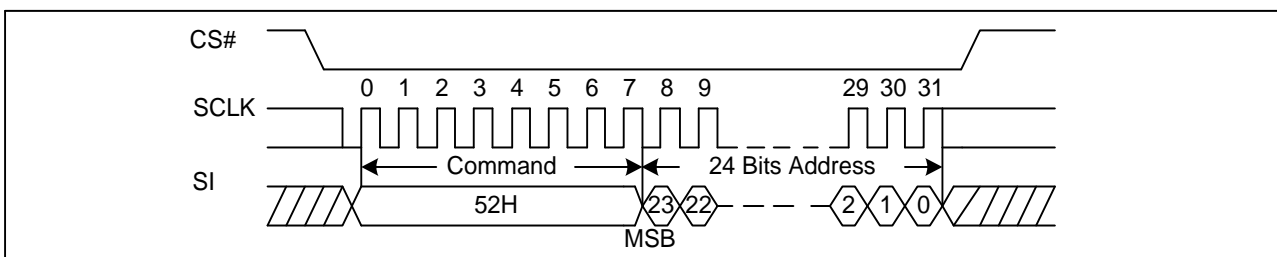 CS#
0 1 2 3 4 5 6 7 8 9 29 30 31
SCLK
Command 24 Bits Address
SI
52H 23 22 2 1 0
MSB